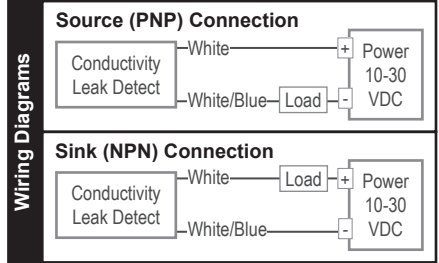 Wiring Diagrams
Source (PNP) Connection
Conductivity
Leak Detect
White
White/Blue
Load
+
-
Power
10-30
VDC
Sink (NPN) Connection
Conductivity
Leak Detect
White
Load
White/Blue
+
-
Power
10-30
VDC